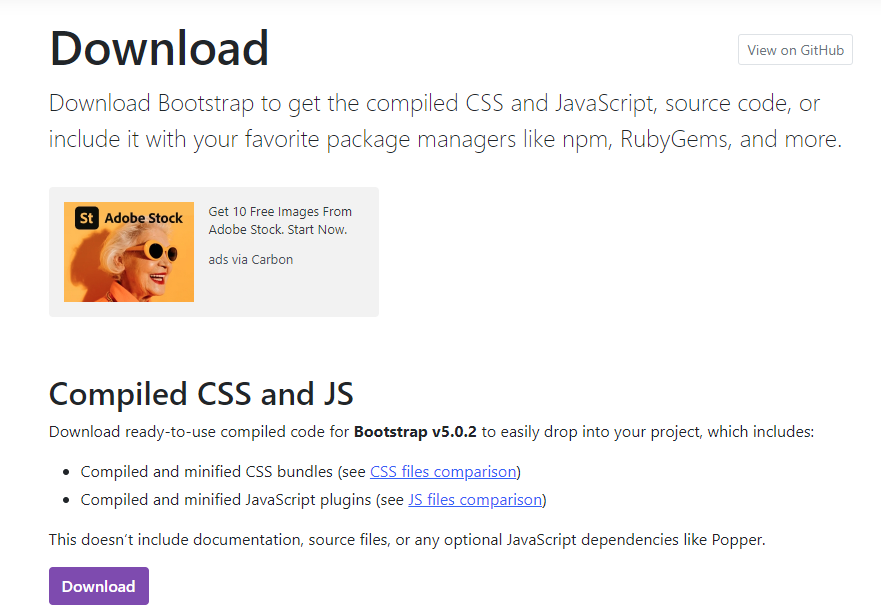 Download
View on GitHub
Download Bootstrap to get the compiled CSS and JavaScript, source code, or
include it with your favorite package managers like npm, RubyGems, and more.
St Adobe Stock
Get 10 Free Images From
Adobe Stock. Start Now.
ads via Carbon
Compiled CSS and JS
Download ready-to-use compiled code for Bootstrap v5.0.2 to easily drop into your project, which includes:
• Compiled and minified CSS bundles (see CSS files comparison)
• Compiled and minified JavaScript plugins (see JS files comparison)
This doesn’t include documentation, source files, or any optional JavaScript dependencies like Popper.
Download